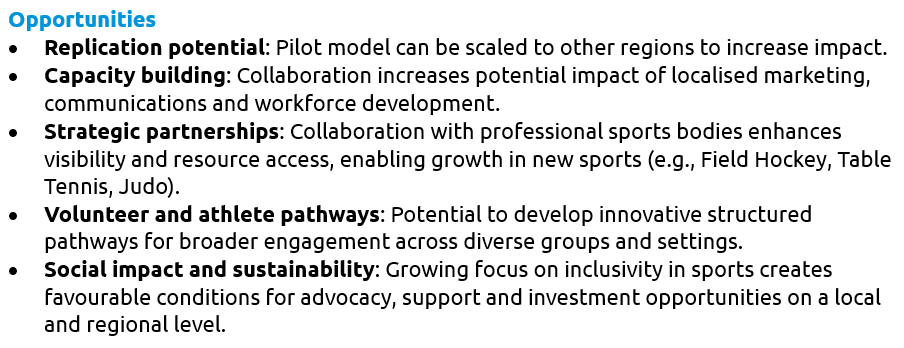 Opportunities
• Replication potential: Pilot model can be scaled to other regions to increase impact.
• Capacity building: Collaboration increases potential impact of localised marketing,
communications and workforce development.
• Strategic partnerships: Collaboration with professional sports bodies enhances
visibility and resource access, enabling growth in new sports (e.g., Field Hockey, Table
Tennis, Judo).
• Volunteer and athlete pathways: Potential to develop innovative structured
pathways for broader engagement across diverse groups and settings.
• Social impact and sustainability: Growing focus on inclusivity in sports creates
favourable conditions for advocacy, support and investment opportunities on a local
and regional level.